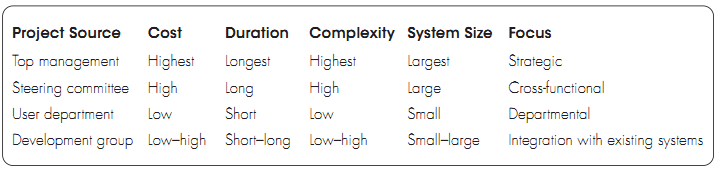 Project Source Cost Duration Complexity System Size Focus
Top management Highest Longest Highest Largest Strategic
Steering committee High Long High Large Cross-functional
User department Low Short Low Small Departmental
Development group Low–high Short–long Low–high Small–large Integration with existing systems